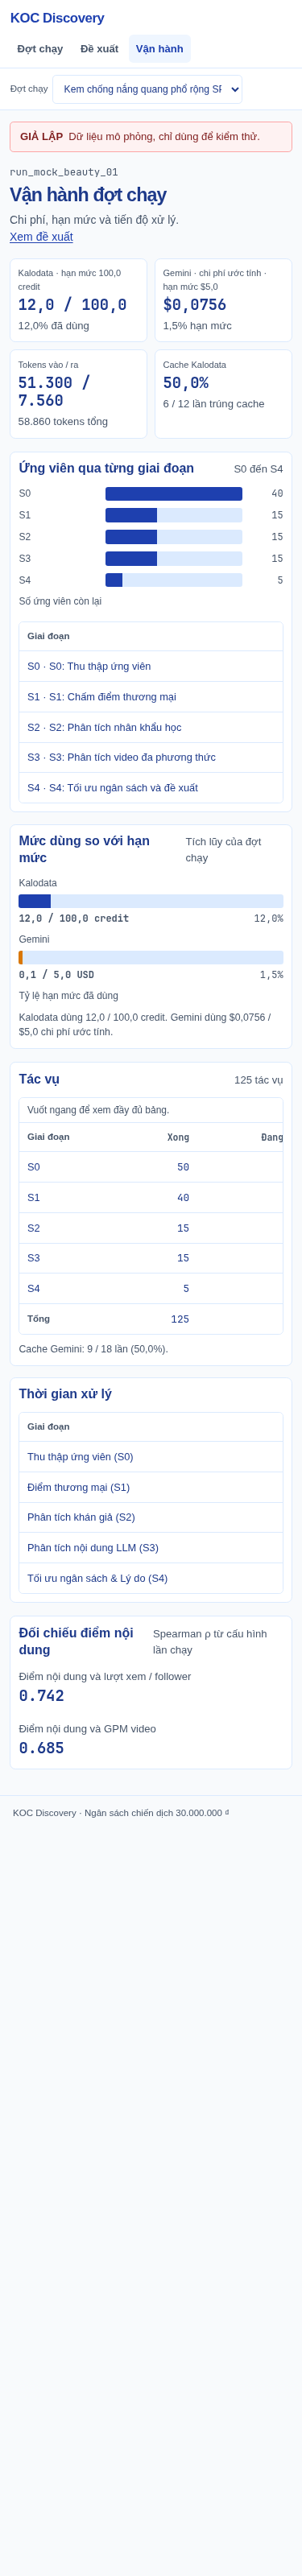 KOC Discovery
Đợt chạy Đề xuất Vận hành
Đợt chạy Kem chống nắng quang phổ rộng SF
GIẢ LẬP Dữ liệu mô phỏng, chỉ dùng để kiểm thử.
run_mock_beauty_01
Vận hành đợt chạy
Chi phí, hạn mức và tiến độ xử lý.
Xem đề xuất
Kalodata · hạn mức 100,0
credit
12,0 / 100,0
12,0% đã dùng
Gemini · chi phí ước tính ·
hạn mức $5,0
$0,0756
1,5% hạn mức
Tokens vào / ra
51.300 /
7.560
58.860 tokens tổng
Cache Kalodata
50,0%
6 / 12 lần trúng cache
Ứng viên qua từng giai đoạn S0 đến S4
S0 40
S1 15
S2 15
S3 15
S4 5
Số ứng viên còn lại
Giai đoạn
S0 · S0: Thu thập ứng viên
S1 · S1: Chấm điểm thương mại
S2 · S2: Phân tích nhân khẩu học
S3 · S3: Phân tích video đa phương thức
S4 · S4: Tối ưu ngân sách và đề xuất
Mức dùng so với hạn
mức
Tích lũy của đợt
chạy
Kalodata
12,0 / 100,0 credit 12,0%
Gemini
0,1 / 5,0 USD 1,5%
Tỷ lệ hạn mức đã dùng
Kalodata dùng 12,0 / 100,0 credit. Gemini dùng $0,0756 /
$5,0 chi phí ước tính.
Tác vụ 125 tác vụ
Vuốt ngang để xem đầy đủ bảng.
Giai đoạn Xong Đang
S0 50
S1 40
S2 15
S3 15
S4 5
Tổng 125
Cache Gemini: 9 / 18 lần (50,0%).
Thời gian xử lý
Giai đoạn
Thu thập ứng viên (S0)
Điểm thương mại (S1)
Phân tích khán giả (S2)
Phân tích nội dung LLM (S3)
Tối ưu ngân sách & Lý do (S4)
Đối chiếu điểm nội
dung
Spearman ρ từ cấu hình
lần chạy
Điểm nội dung và lượt xem / follower
0.742
Điểm nội dung và GPM video
0.685
KOC Discovery · Ngân sách chiến dịch 30.000.000 ₫